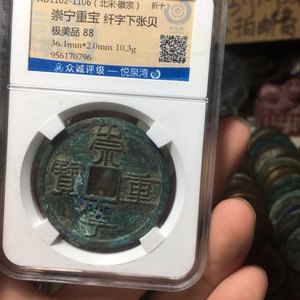 AD1102-1106（北宋·徽宗） 折十
崇宁重宝 纤字下张贝
极美品 88
36.1mm*2.0mm 10.3g
956170796
众诚评级—悦泉湾
崇
寳 重
寧